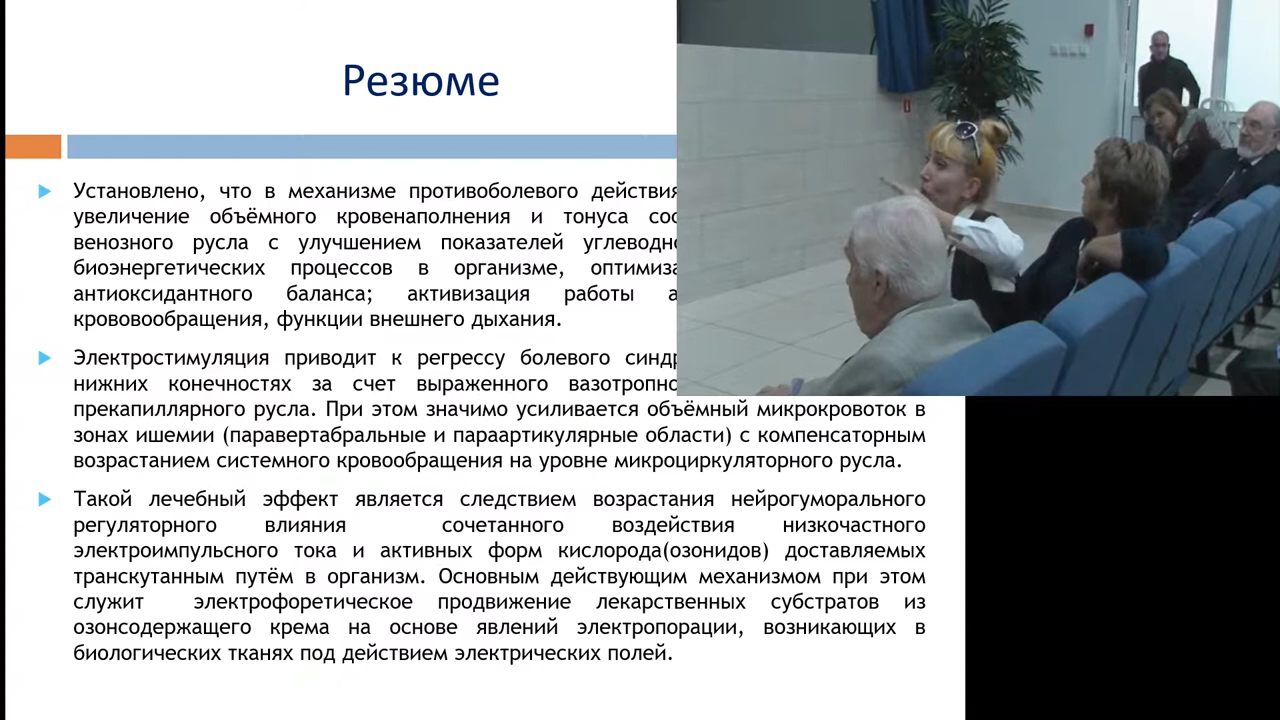 Резюме
Установлено, что в механизме противоболевого действия
увеличение объёмного кровенаполнения и тонуса
венозного русла с улучшением показателей
биоэнергетических процессов в организме,
антиоксидантного баланса; активизация работы
крововообращения, функции внешнего дыхания.
Электростимуляция приводит к регрессу болевого
нижних конечностях за счет выраженного
прекапиллярного русла. При этом значимо усиливается объёмный микрокровоток в
зонах ишемии (паравертабральные и параартикулярные области) с компенсаторным
возрастанием системного кровообращения на уровне микроциркуляторного русла.
Такой лечебный эффект является следствием возрастания нейрогуморального
регуляторного влияния сочетанного воздействия низкочастного
электроимпульсного тока и активных форм кислорода(озонидов) доставляемых
транскутанным путём в организм. Основным действующим механизмом при этом
служит электрофоретическое продвижение лекарственных субстратов из
озонсодержащего крема на основе явлений электропорации, возникающих в
биологических тканях под действием электрических полей.